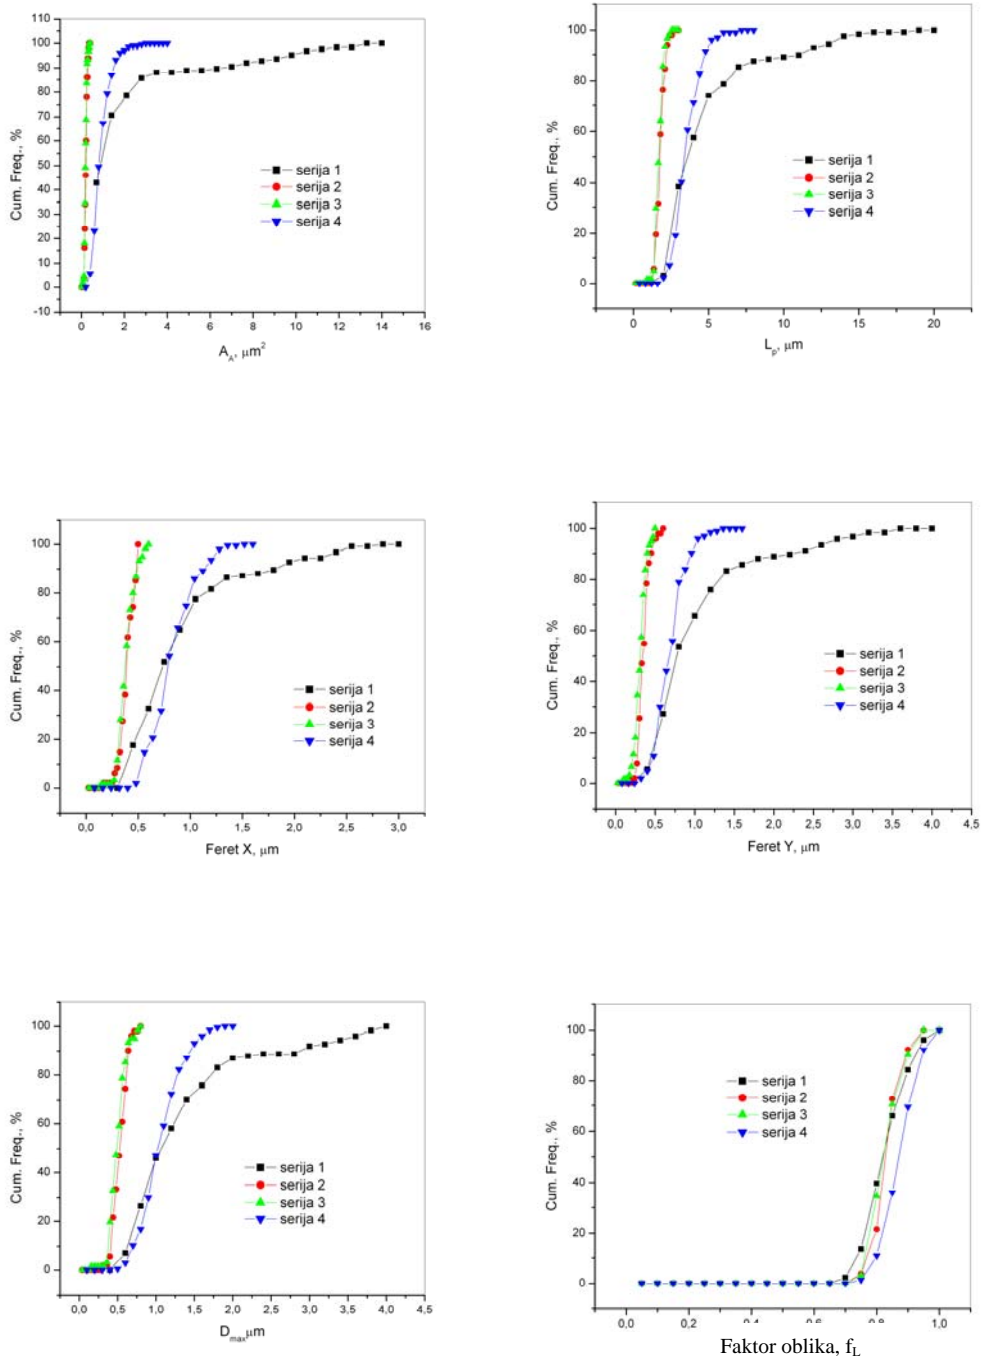 110
100
90
80
70
60
50
40
30
20
10
0
-10
Cum. Freq., %
serija 1
serija 2
serija 3
serija 4
0 2 4 6 8 10 12 14 16
A_A, μm²
100
80
60
40
20
0
Cum. Freq., %
serija 1
serija 2
serija 3
serija 4
0 5 10 15 20
L_p, μm
100
80
60
40
20
0
Cum. Freq., %
serija 1
serija 2
serija 3
serija 4
0,0 0,5 1,0 1,5 2,0 2,5 3,0
Feret X, μm
100
80
60
40
20
0
Cum. Freq., %
serija 1
serija 2
serija 3
serija 4
0,0 0,5 1,0 1,5 2,0 2,5 3,0 3,5 4,0 4,5
Feret Y, μm
100
80
60
40
20
0
Cum. Freq., %
serija 1
serija 2
serija 3
serija 4
0,0 0,5 1,0 1,5 2,0 2,5 3,0 3,5 4,0 4,5
D_max, μm
100
80
60
40
20
0
Cum. Freq., %
serija 1
serija 2
serija 3
serija 4
0,0 0,2 0,8 1,0
Faktor oblika, f_L